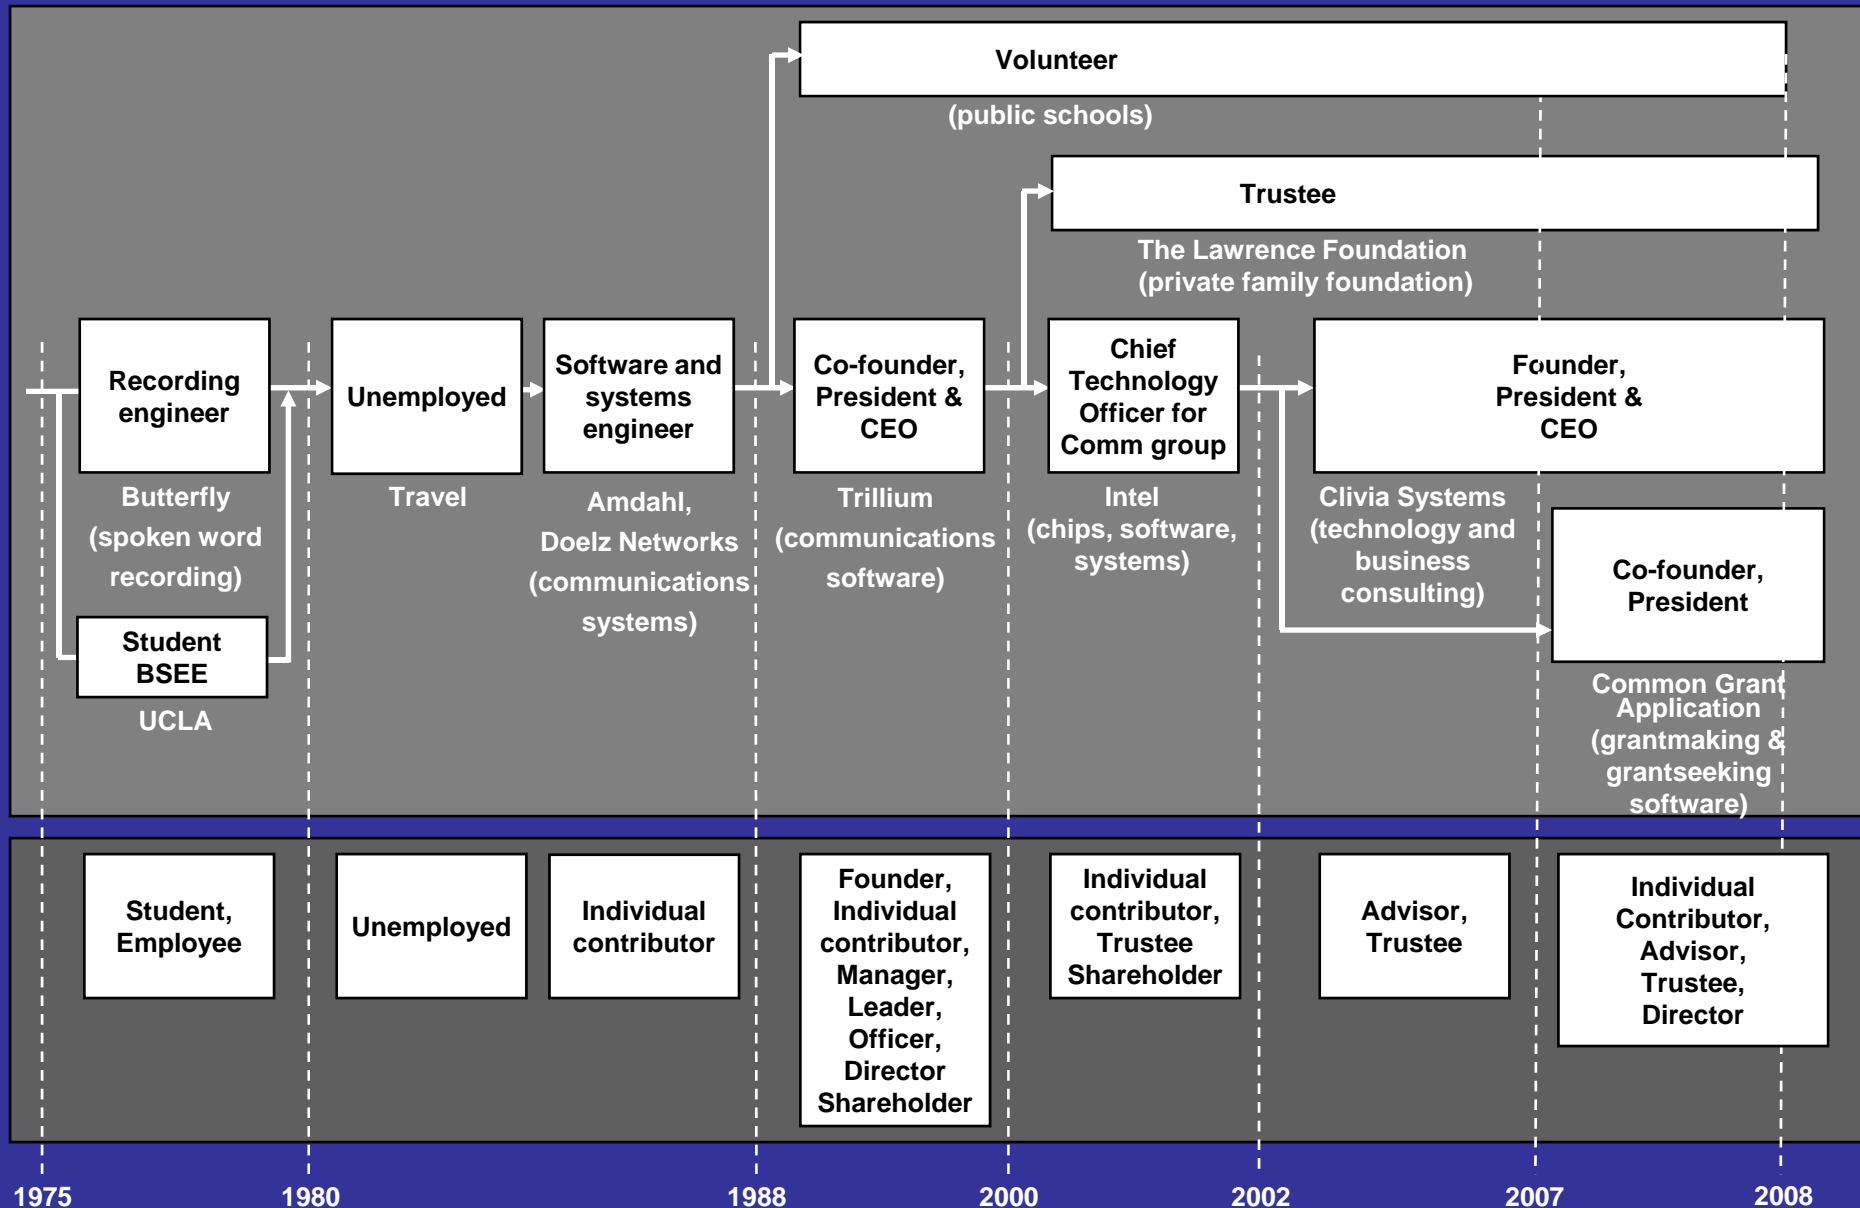 Volunteer
(public schools)
Trustee
The Lawrence Foundation
(private family foundation)
Recording
engineer
Butterfly
(spoken word
recording)
Student
BSEE
UCLA
Unemployed
Travel
Software and
systems
engineer
Amdahl,
Doelz Networks
(communications
systems)
Co-founder,
President &
CEO
Trillium
(communications
software)
Chief
Technology
Officer for
Comm group
Intel
(chips, software,
systems)
Founder,
President &
CEO
Clivia Systems
(technology and
business
consulting)
Co-founder,
President
Common Grant
Application
(grantmaking &
grantseeking
software)
Student,
Employee
Unemployed
Individual
contributor
Founder,
Individual
contributor,
Manager,
Leader,
Officer,
Director
Shareholder
Individual
contributor,
Trustee
Shareholder
Advisor,
Trustee
Individual
Contributor,
Advisor,
Trustee,
Director
1975
1980
1988
2000
2002
2007
2008